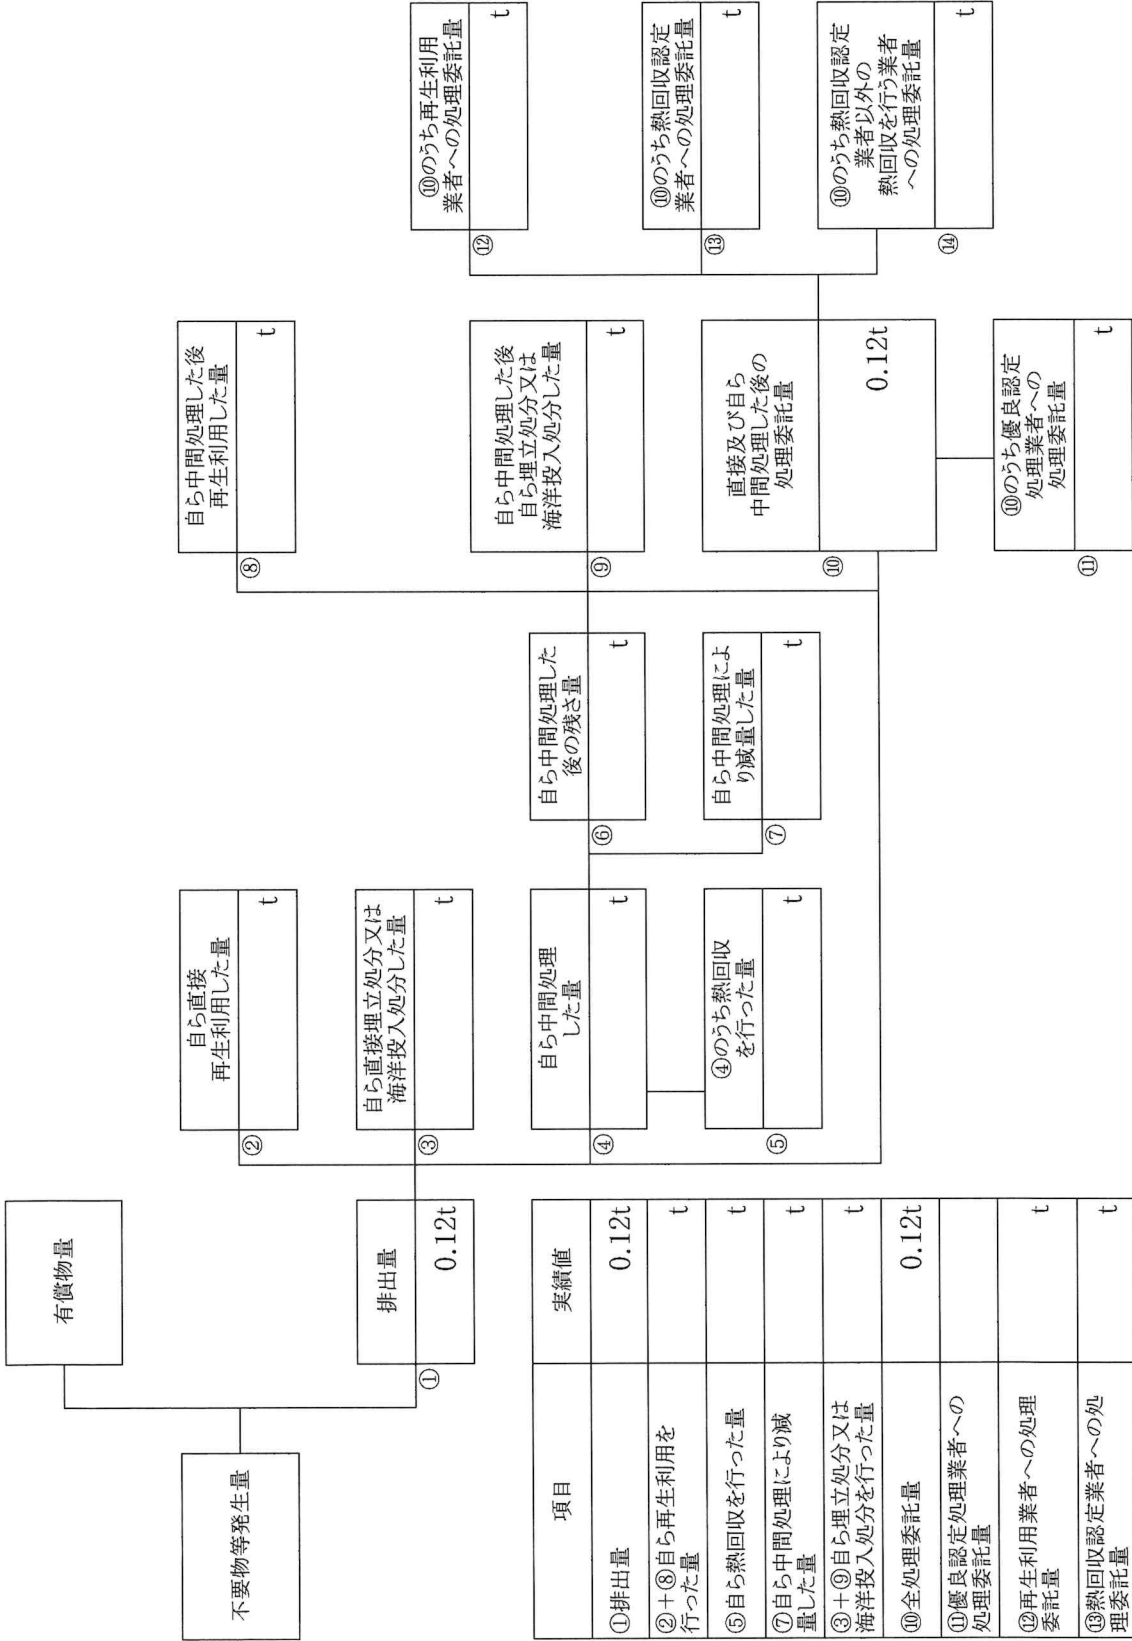 不要物等発生量
有償物量
排出量
①
0.12t
自ら直接
再生利用した量
②
t
自ら直接埋立処分又は
海洋投入処分した量
③
t
自ら中間処理
した量
④
t
④のうち熱回収
を行った量
⑤
t
自ら中間処理した
後の残さ量
⑥
t
自ら中間処理によ
り減量した量
⑦
t
自ら中間処理した後
再生利用した量
⑧
t
自ら中間処理した後
自ら埋立処分又は
海洋投入処分した量
⑨
t
直接及び自ら
中間処理した後の
処理委託量
⑩
0.12t
⑩のうち優良認定
処理業者への
処理委託量
⑪
t
⑩のうち再生利用
業者への処理委託量
⑫
t
⑩のうち熱回収認定
業者への処理委託量
⑬
t
⑩のうち熱回収認定
業者以外の
熱回収を行う業者
への処理委託量
⑭
t
項目
実績値
①排出量
0.12t
②+⑧自ら再生利用を
行った量
t
⑤自ら熱回収を行った量
t
⑦自ら中間処理により減
量した量
t
③+⑨自ら埋立処分又は
海洋投入処分を行った量
t
⑩全処理委託量
0.12t
⑪優良認定処理業者への
処理委託量
⑫再生利用業者への処理
委託量
t
⑬熱回収認定業者への処
理委託量
t